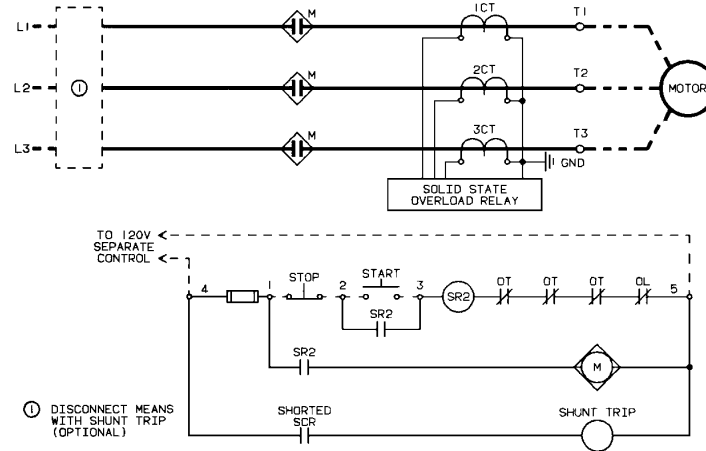 1CT
T1
L1
M
2CT
T2
L2
1
M
MOTOR
3CT
T3
L3
M
GND
SOLID STATE
OVERLOAD RELAY
TO 120V
SEPARATE
CONTROL
4
1
STOP
2
START
3
SR2
OT
OT
OT
OL
5
SR2
SR2
M
1 DISCONNECT MEANS
WITH SHUNT TRIP
(OPTIONAL)
SHORTED
SCR
SHUNT TRIP